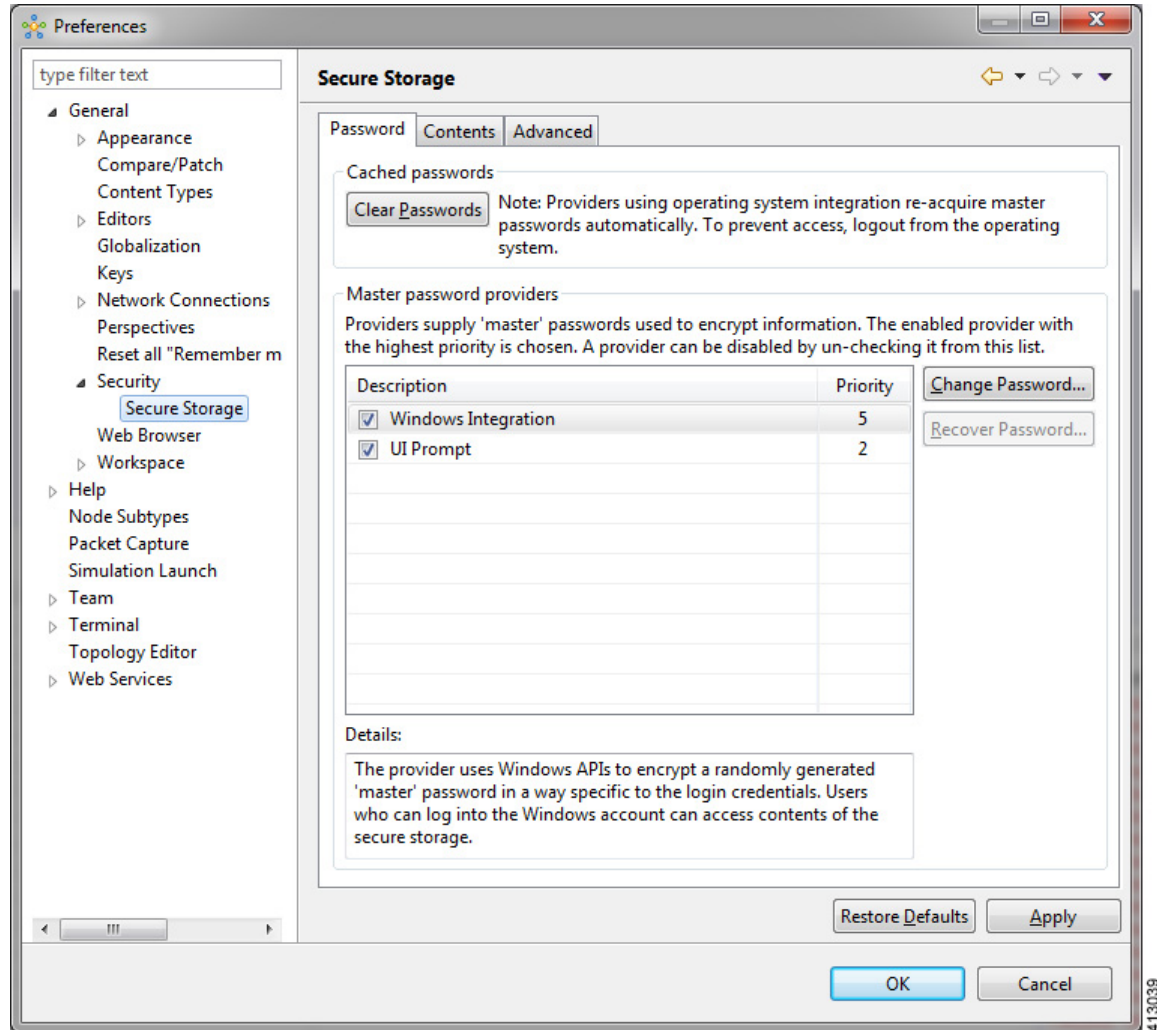 Preferences
type filter text
General
Appearance
Compare/Patch
Content Types
Editors
Globalization
Keys
Network Connections
Perspectives
Reset all "Remember m
Security
Secure Storage
Web Browser
Workspace
Help
Node Subtypes
Packet Capture
Simulation Launch
Team
Terminal
Topology Editor
Web Services
Secure Storage
Password Contents Advanced
Cached passwords
Clear Passwords
Note: Providers using operating system integration re-acquire master
passwords automatically. To prevent access, logout from the operating
system.
Master password providers
Providers supply 'master' passwords used to encrypt information. The enabled provider with
the highest priority is chosen. A provider can be disabled by un-checking it from this list.
Description Priority
Windows Integration 5
UI Prompt 2
Change Password...
Recover Password...
Details:
The provider uses Windows APIs to encrypt a randomly generated
'master' password in a way specific to the login credentials. Users
who can log into the Windows account can access contents of the
secure storage.
Restore Defaults Apply
OK Cancel
413039